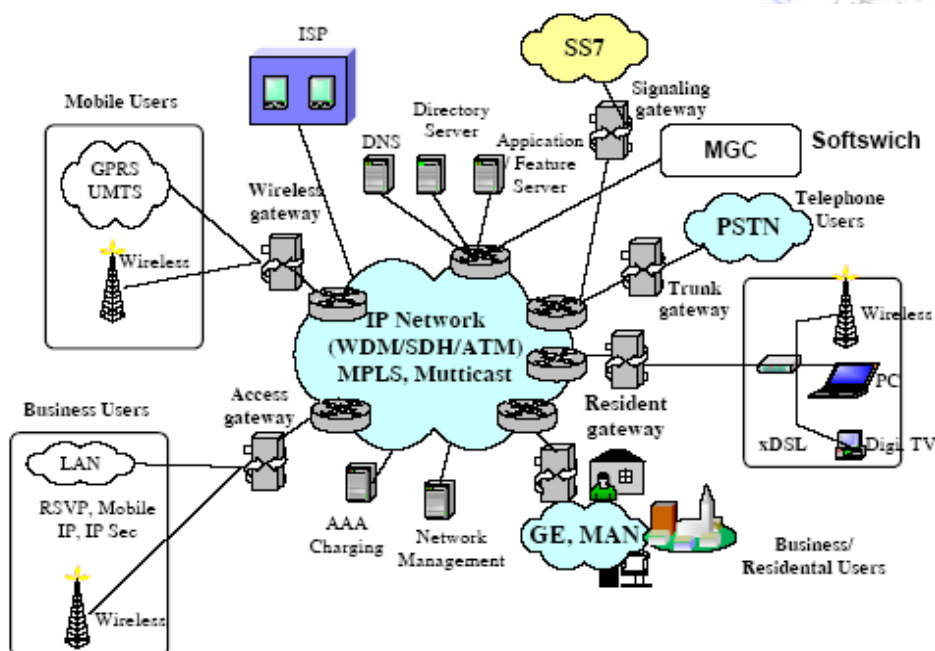 ISP
SS7
Signaling
gateway
Mobile Users
Directory
Server
DNS
Appication
/ Feature
Server
MGC
Softswich
GPRS
UMTS
Wireless
gateway
Telephone
Users
PSTN
Wireless
Trunk
gateway
Wireless
IP Network
(WDM/SDH/ATM)
MPLS, Mutticast
PC
Access
gateway
Resident
gateway
Business Users
xDSL
Digi. TV
LAN
RSVP, Mobile
IP, IP Sec
AAA
Charging
Network
Management
GE, MAN
Business/
Residental Users
Wireless